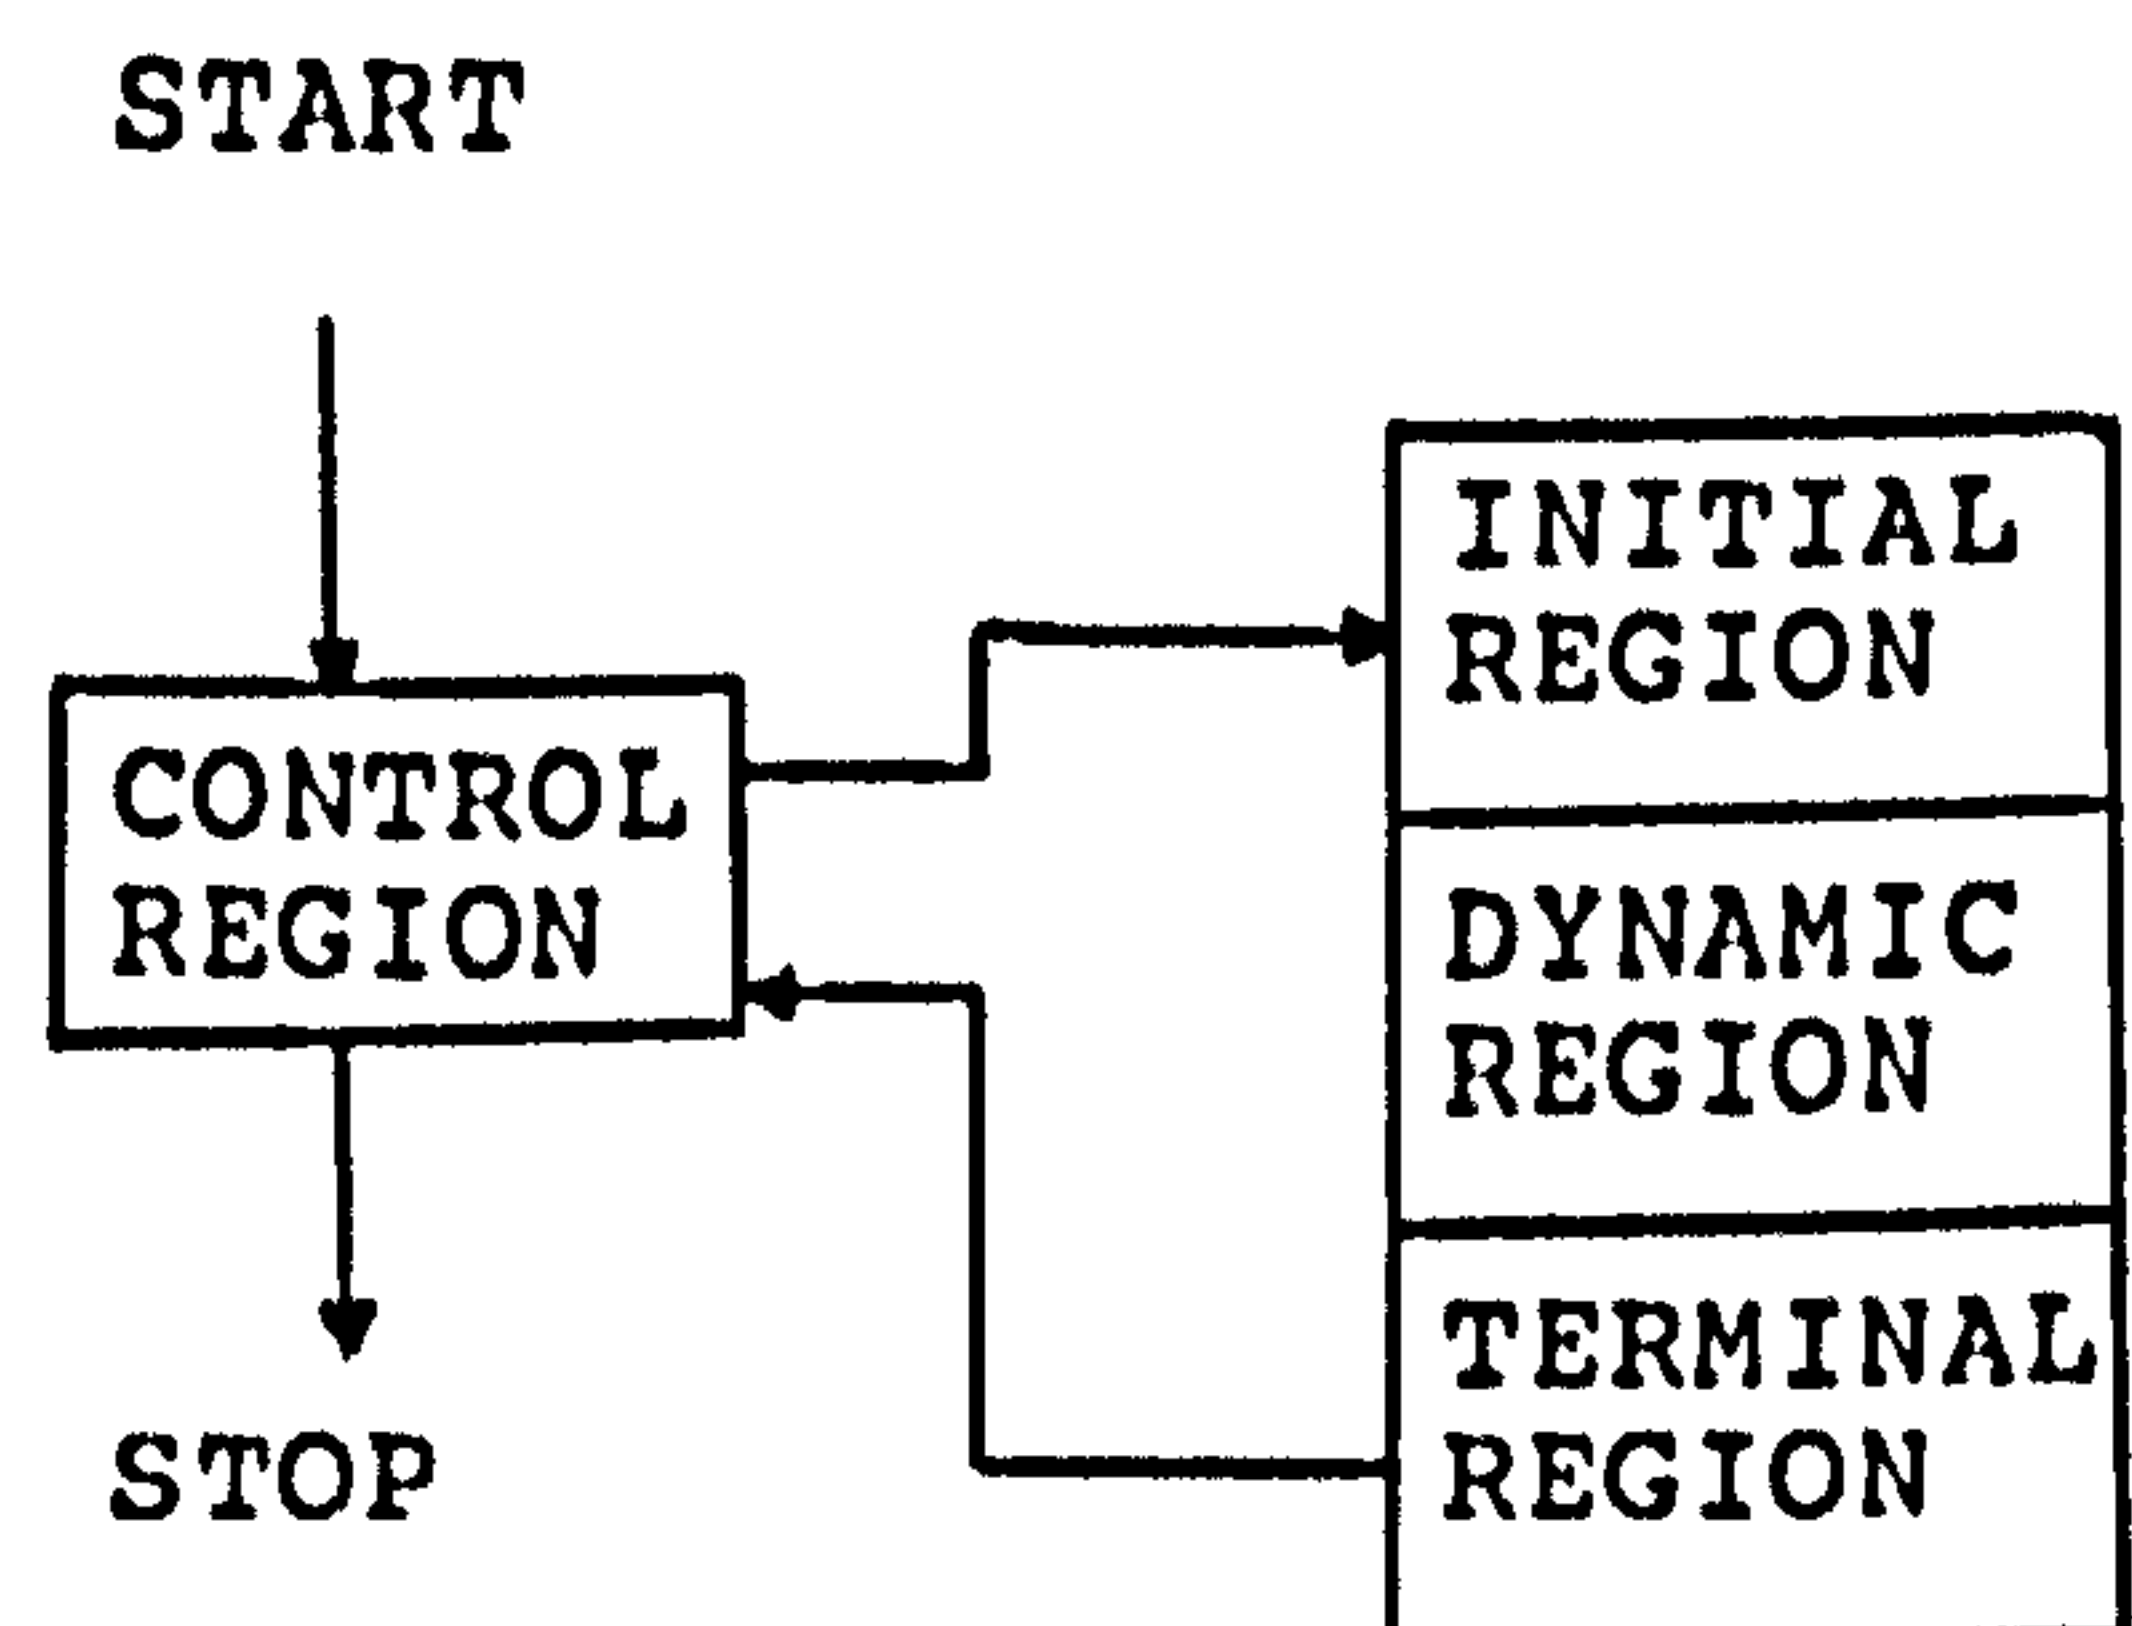 START
INITIAL
REGION
CONTROL
REGION
DYNAMIC
REGION
TERMINAL
REGION
STOP